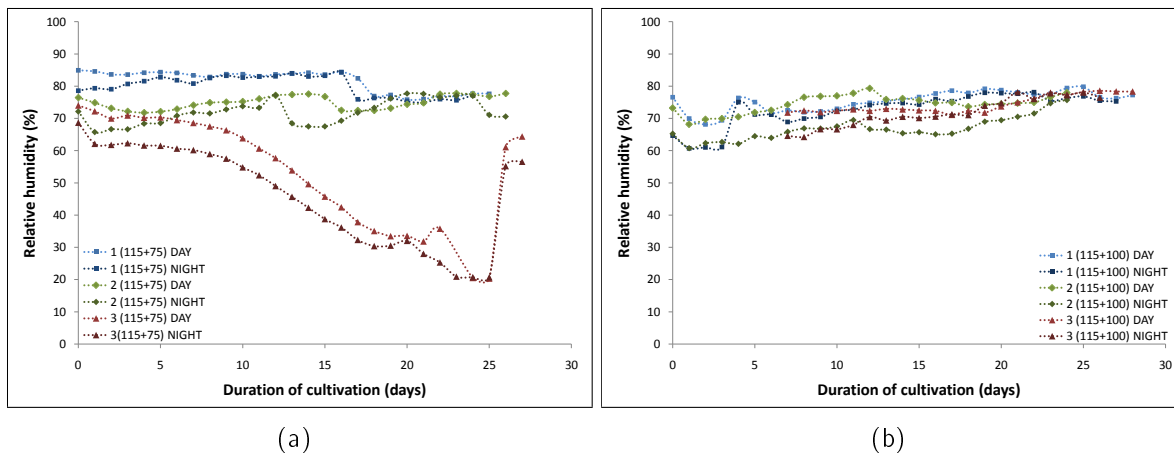 100
90
80
70
60
50
40
30
20
10
0
Relative humidity (%)
1 (115+75) DAY
1 (115+75) NIGHT
2 (115+75) DAY
2 (115+75) NIGHT
3 (115+75) DAY
3(115+75) NIGHT
0 5 10 15 20 25 30
Duration of cultivation (days)
(a)
100
90
80
70
60
50
40
30
20
10
0
Relative humidity (%)
1 (115+100) DAY
1 (115+100) NIGHT
2 (115+100) DAY
2 (115+100) NIGHT
3 (115+100) DAY
3 (115+100) NIGHT
0 5 10 15 20 25 30
Duration of cultivation (days)
(b)